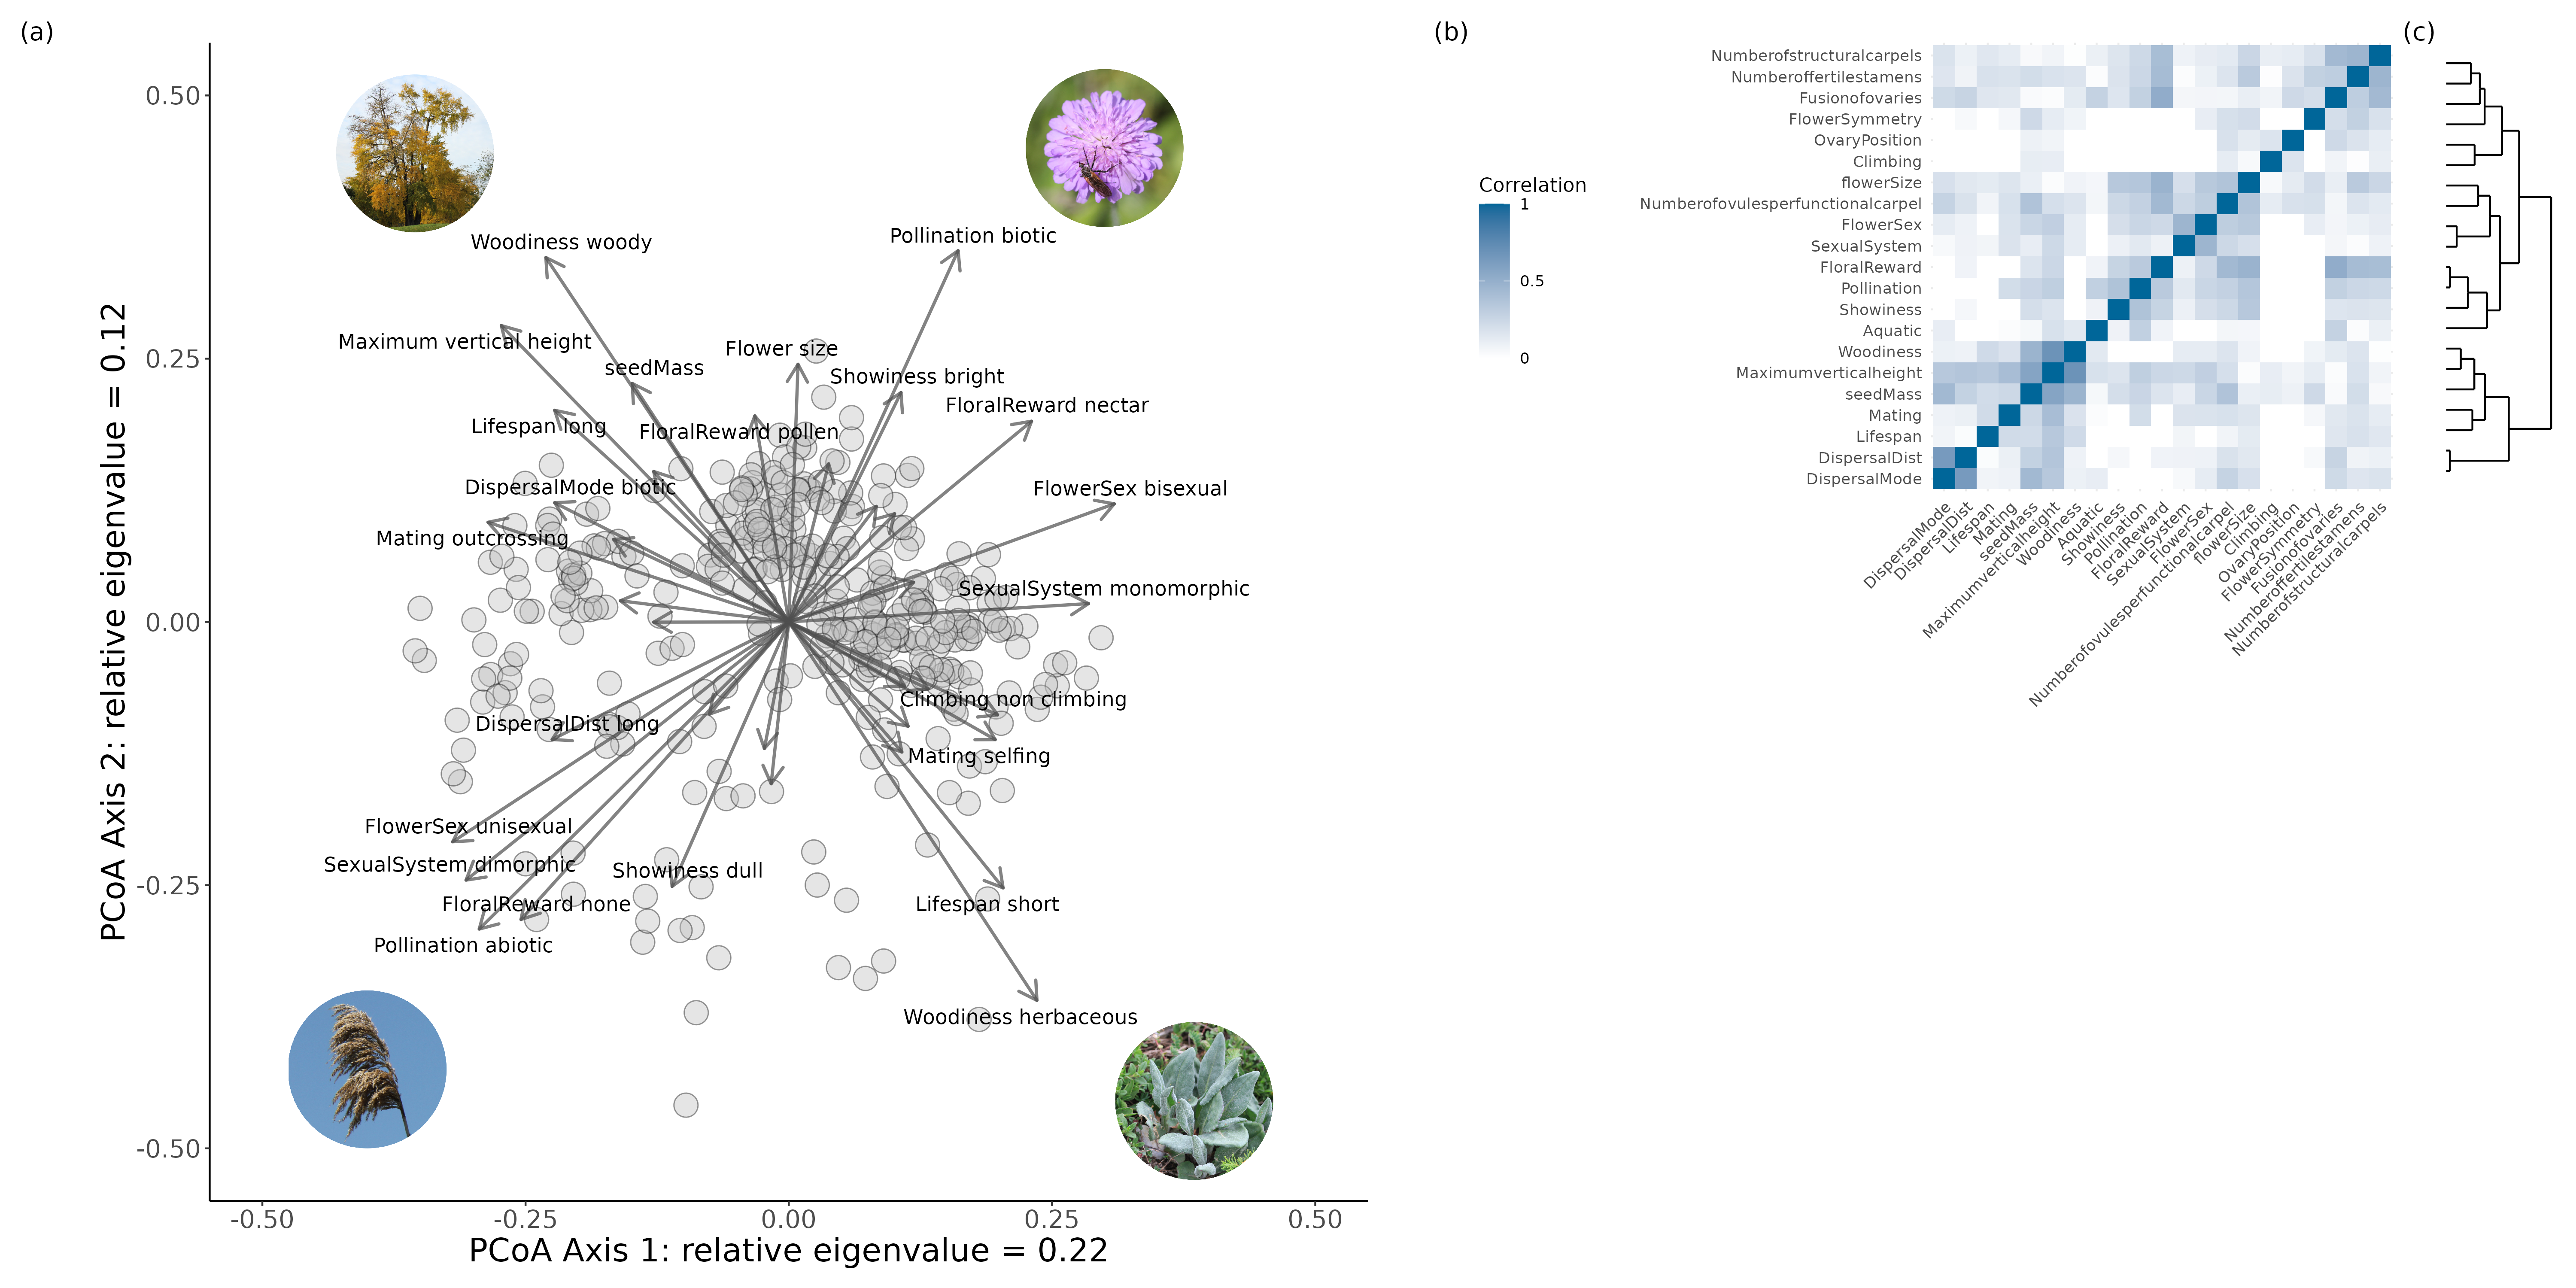 (a)
0.50
0.25
0.00
-0.25
-0.50
PCoA Axis 2: relative eigenvalue = 0.12
Woodiness woody
Pollination biotic
Maximum vertical height
Flower size
seedMass
Showiness bright
FloralReward nectar
Lifespan long
FloralReward pollen
DispersalMode biotic
FlowerSex bisexual
Mating outcrossing
SexualSystem monomorphic
Climbing non climbing
DispersalDist long
Mating selfing
FlowerSex unisexual
SexualSystem dimorphic
Showiness dull
FloralReward none
Lifespan short
Pollination abiotic
Woodiness herbaceous
-0.50
-0.25
0.00
0.25
0.50
PCoA Axis 1: relative eigenvalue = 0.22
(b)
Correlation
1
0.5
0
Numberofstructuralcarpels
Numberoffertilestamens
Fusionofovaries
FlowerSymmetry
OvaryPosition
Climbing
flowerSize
Numberofovulesperfunctionalcarpel
FlowerSex
SexualSystem
FloralReward
Pollination
Showiness
Aquatic
Woodiness
Maximumverticalheight
seedMass
Mating
Lifespan
DispersalDist
DispersalMode
DispersalMode
DispersalDist
Lifespan
Mating
seedMass
Maximumverticalheight
Woodiness
Aquatic
Showiness
Pollination
FloralReward
SexualSystem
FlowerSex
Numberofovulesperfunctionalcarpel
flowerSize
Climbing
OvaryPosition
FlowerSymmetry
Fusionofovaries
Numberoffertilestamens
Numberofstructuralcarpels
(c)